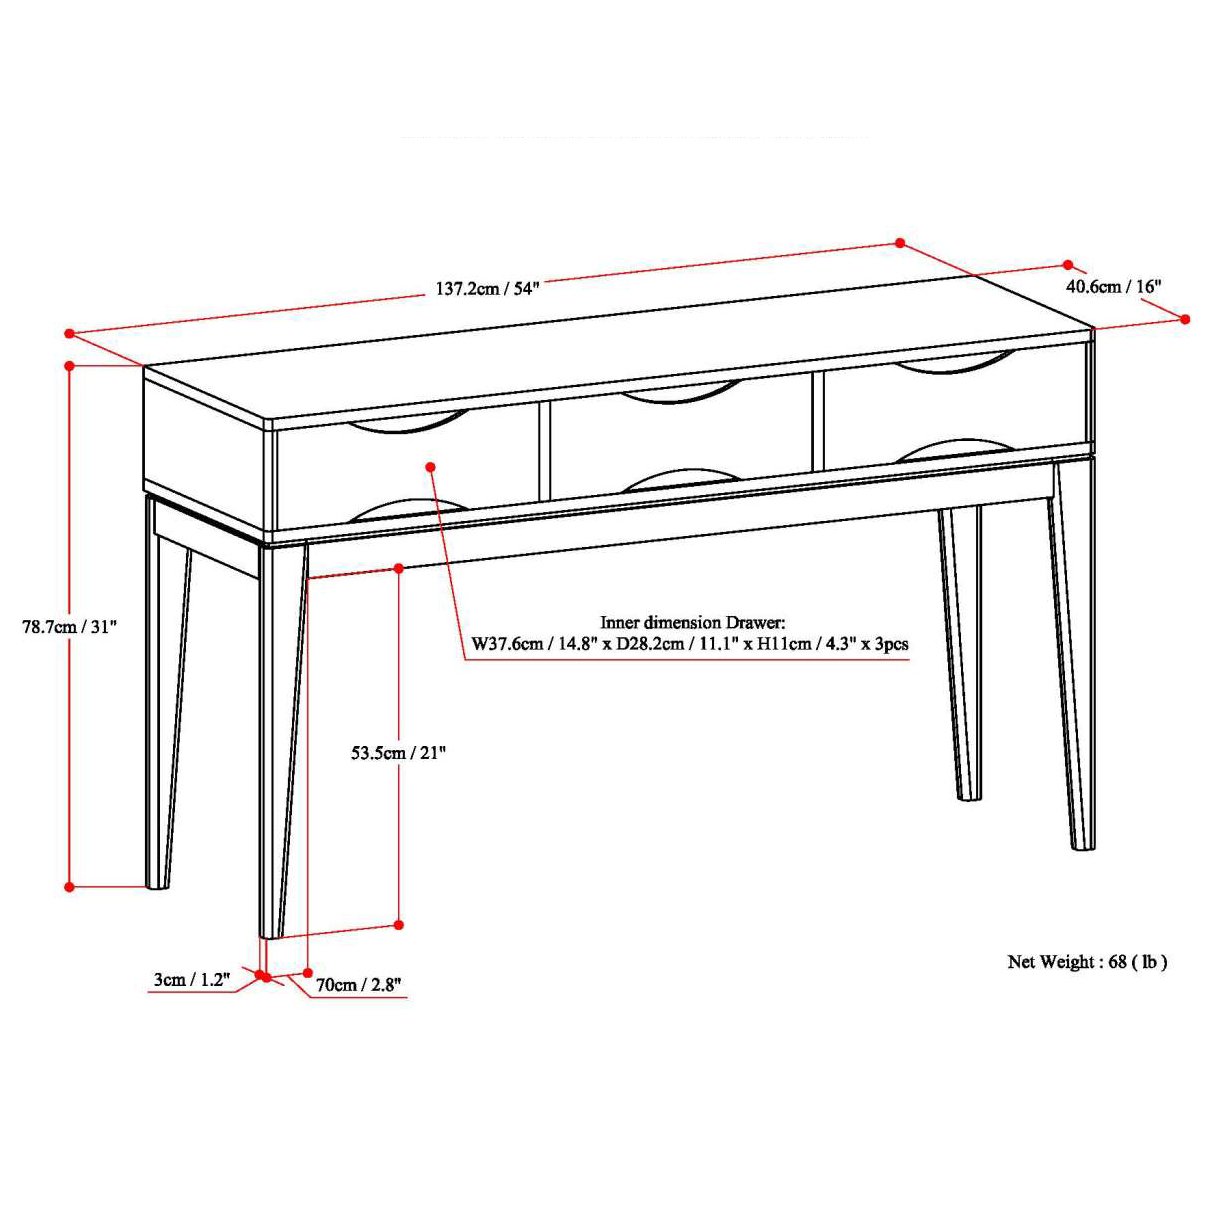 137.2cm / 54"
40.6cm / 16"
78.7cm / 31"
Inner dimension Drawer:
W37.6cm / 14.8" x D28.2cm / 11.1" x H11cm / 4.3" x 3pcs
53.5cm / 21"
Net Weight : 68 ( lb )
3cm / 1.2"
70cm / 2.8"